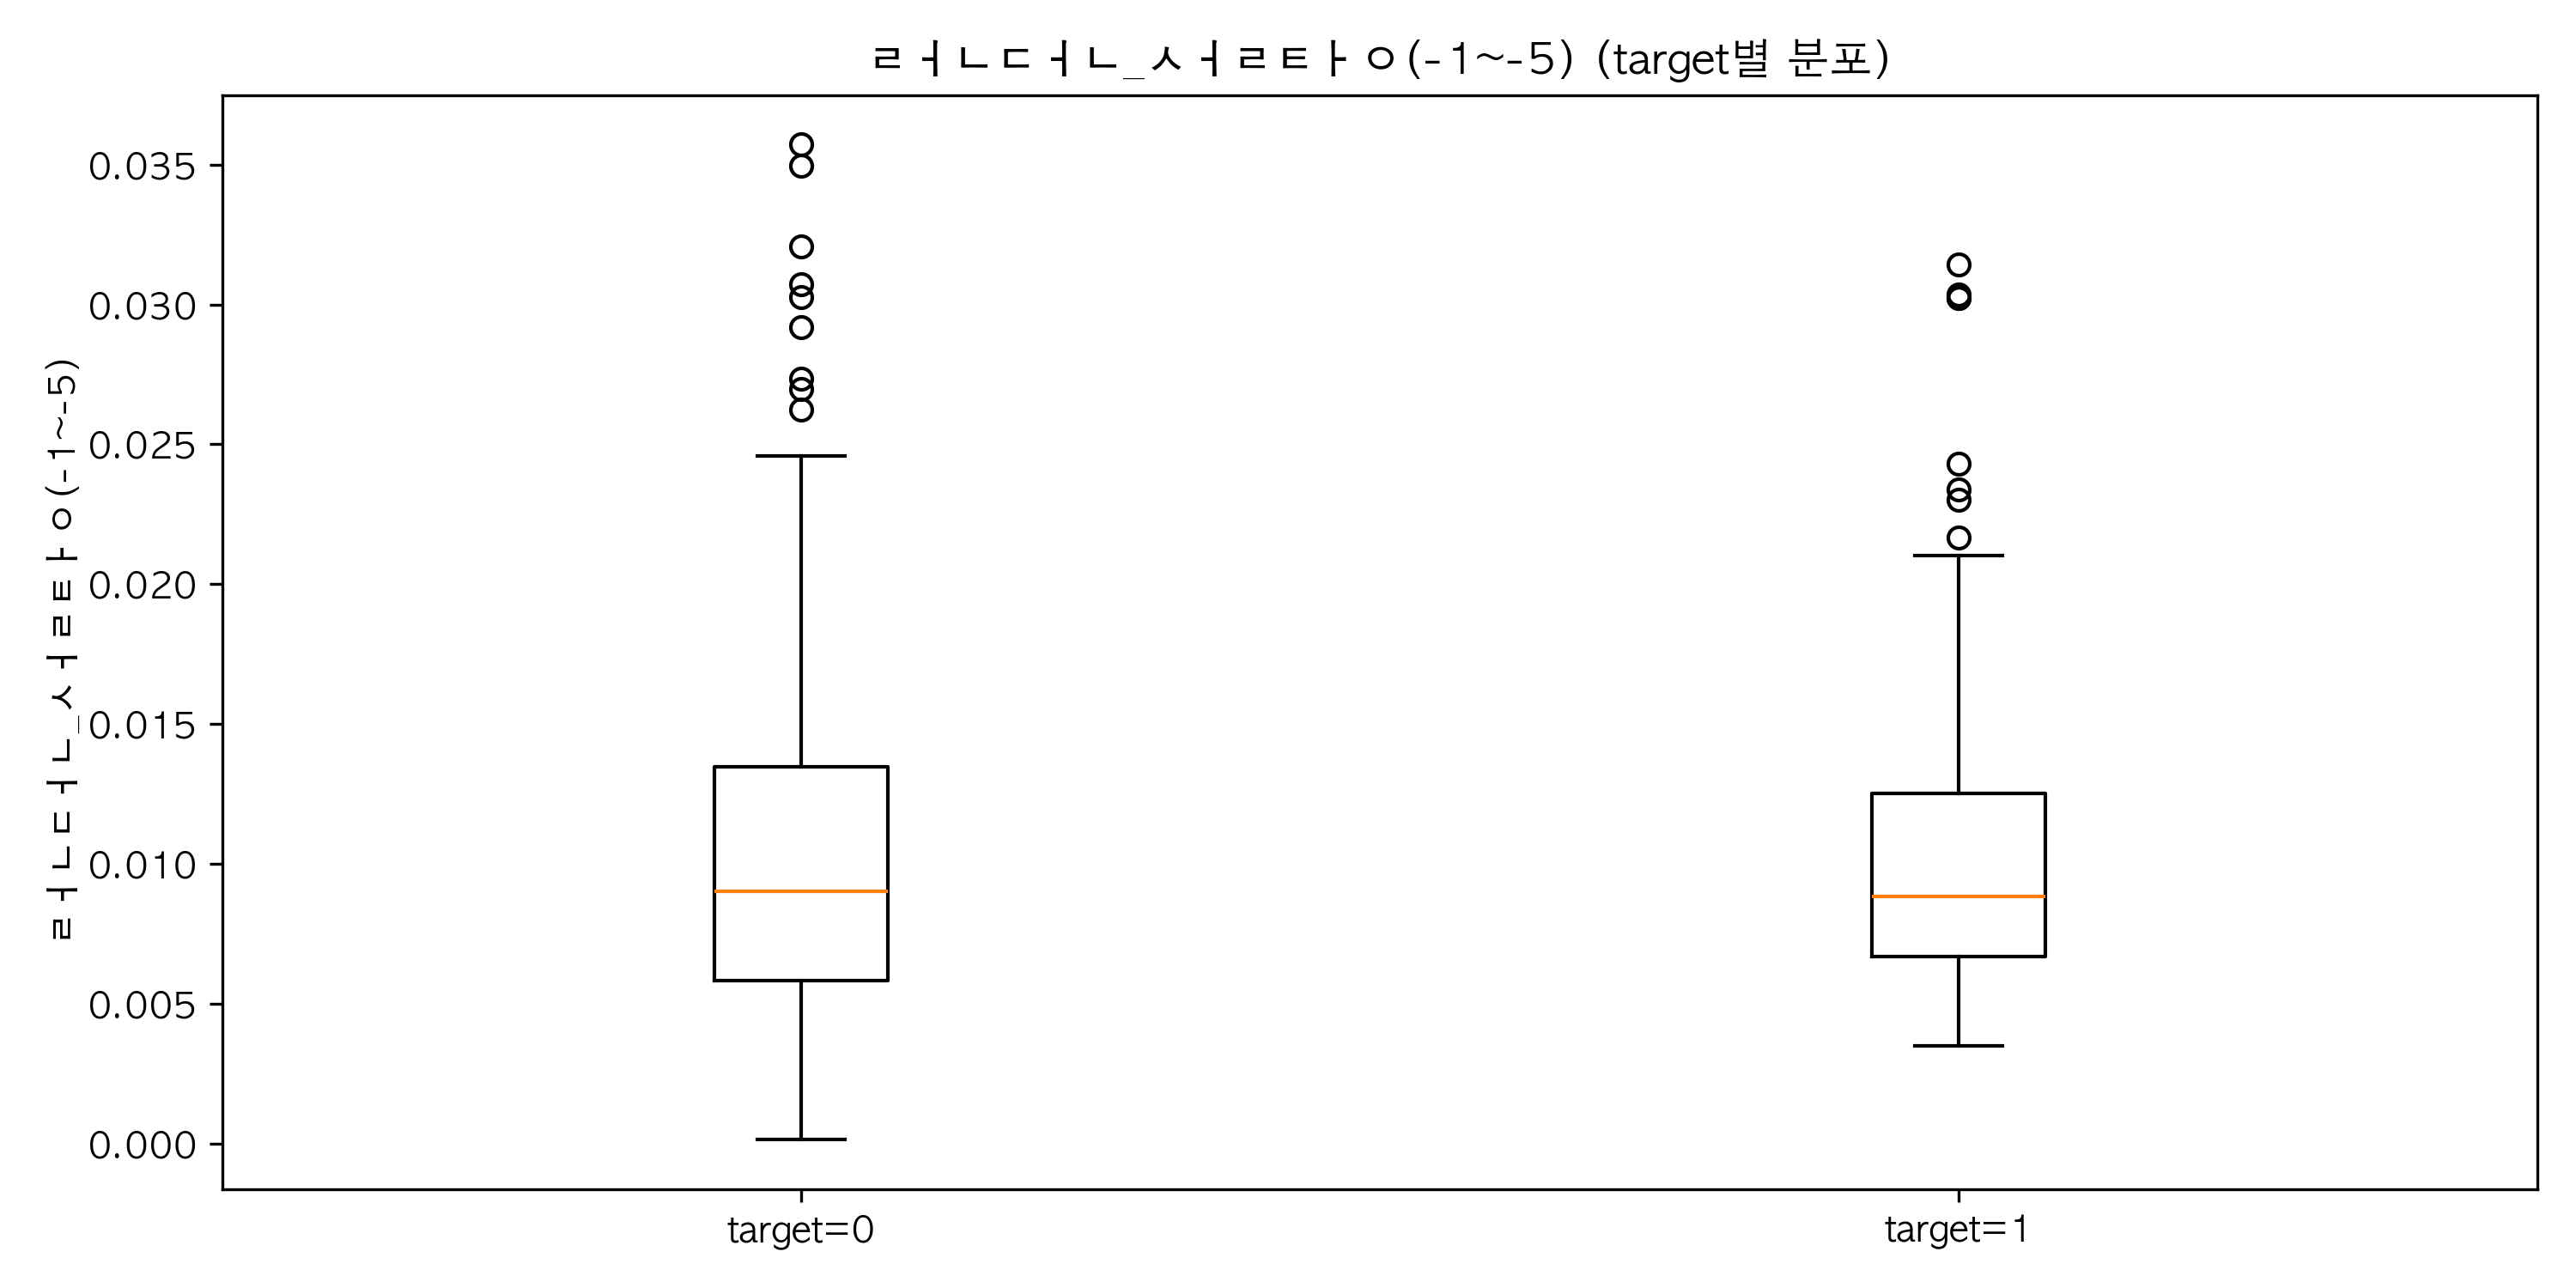 ㄹㅓㄴㄷㅓㄴ_ㅅㅓㄹㅌㅏㅇ(-1~-5) (target별 분포)
ㄹㅓㄴㄷㅓㄴ_ㅅㅓㄹㅌㅏㅇ(-1~-5)
0.035
0.030
0.025
0.020
0.015
0.010
0.005
0.000
target=0
target=1